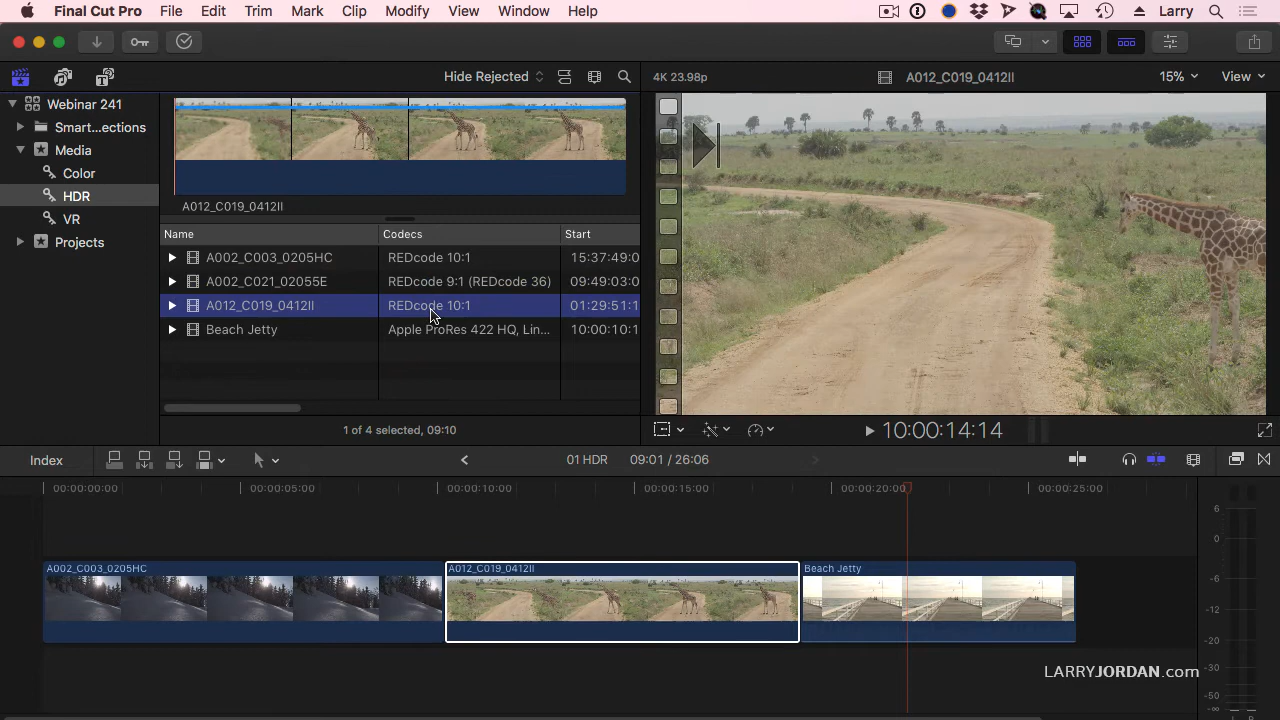 Final Cut Pro File Edit Trim Mark Clip Modify View Window Help Larry
Hide Rejected 4K 23.98p A012_C019_0412II 15% View
Webinar 241
Smart...ections
Media
Color
HDR
VR
Projects
A012_C019_0412II
Name Codecs Start
A002_C003_0205HC REDcode 10:1 15:37:49:0
A002_C021_02055E REDcode 9:1 (REDcode 36) 09:49:03:0
A012_C019_0412II REDcode 10:1 01:29:51:1
Beach Jetty Apple ProRes 422 HQ, Lin... 10:00:10:1
1 of 4 selected, 09:10
10:00:14:14
Index 01 HDR 09:01 / 26:06
00:00:00:00 00:00:05:00 00:00:10:00 00:00:15:00 00:00:20:00 00:00:25:00
6
0
-6
-12
-20
-30
-50
-∞
A002_C003_0205HC A012_C019_0412II Beach Jetty
LARRYJORDAN.com